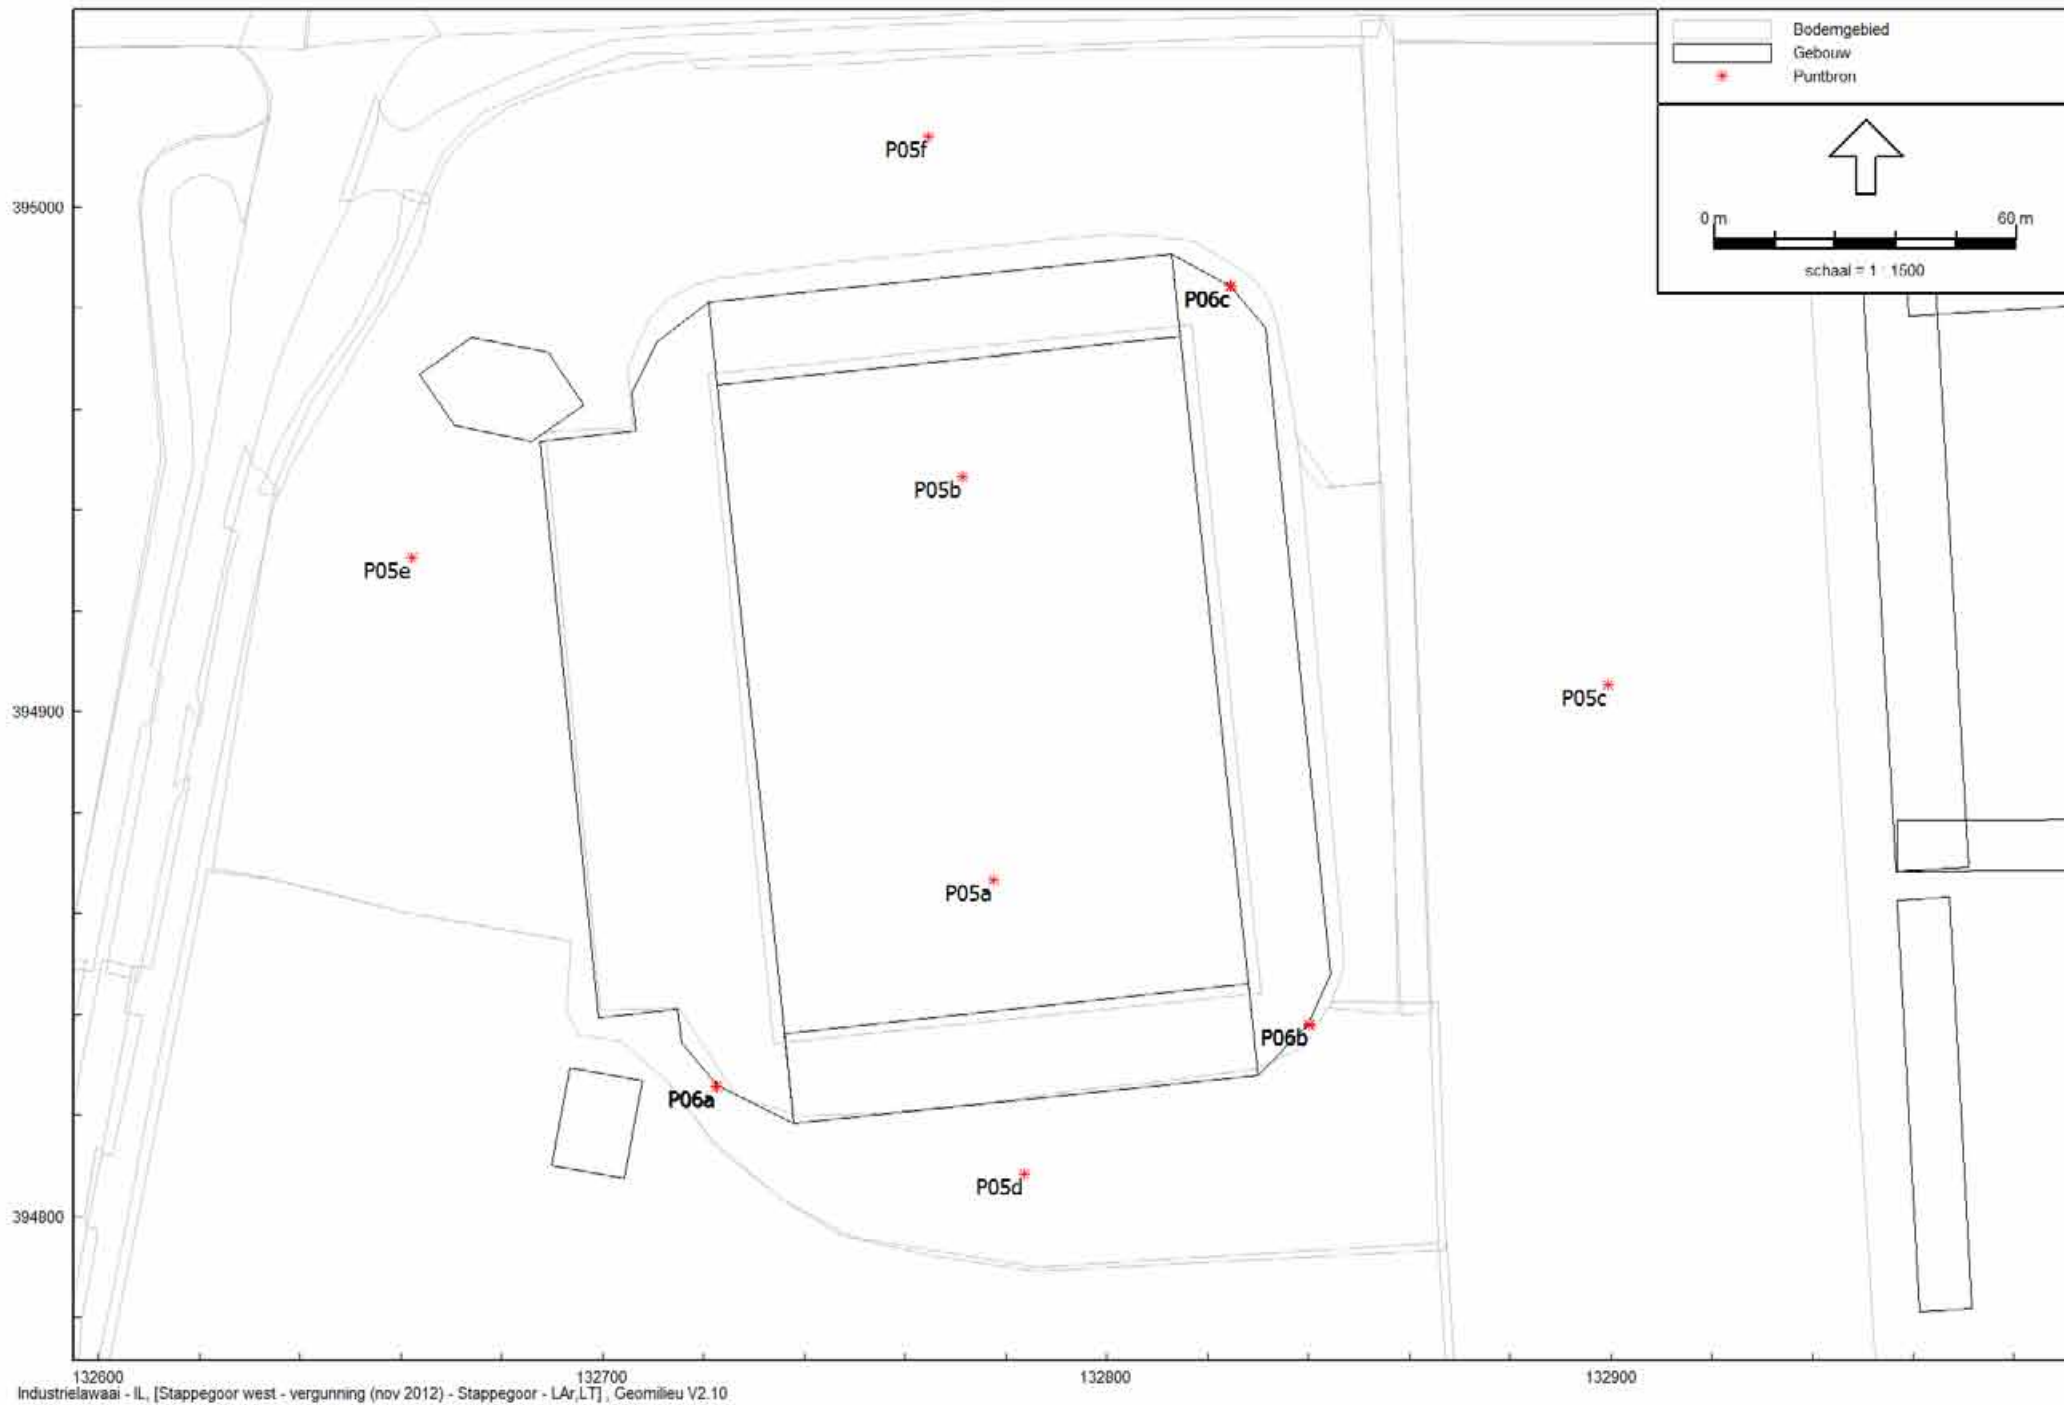 Bodemgebied
Gebouw
Puntbron
0 m 60 m
schaal = 1 : 1500
P05f
395000
P06c
P05b
P05e
P05c
394900
P05a
P06b
P06a
P05d
394800
132600 132700 132800 132900
Industrielawaai - IL, [Stappegoor west - vergunning (nov 2012) - Stappegoor - LAr,LT] , Geomilieu V2.10